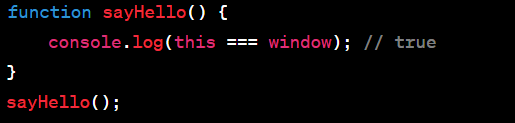 function sayHello() {
    console.log(this === window); // true
}
sayHello();